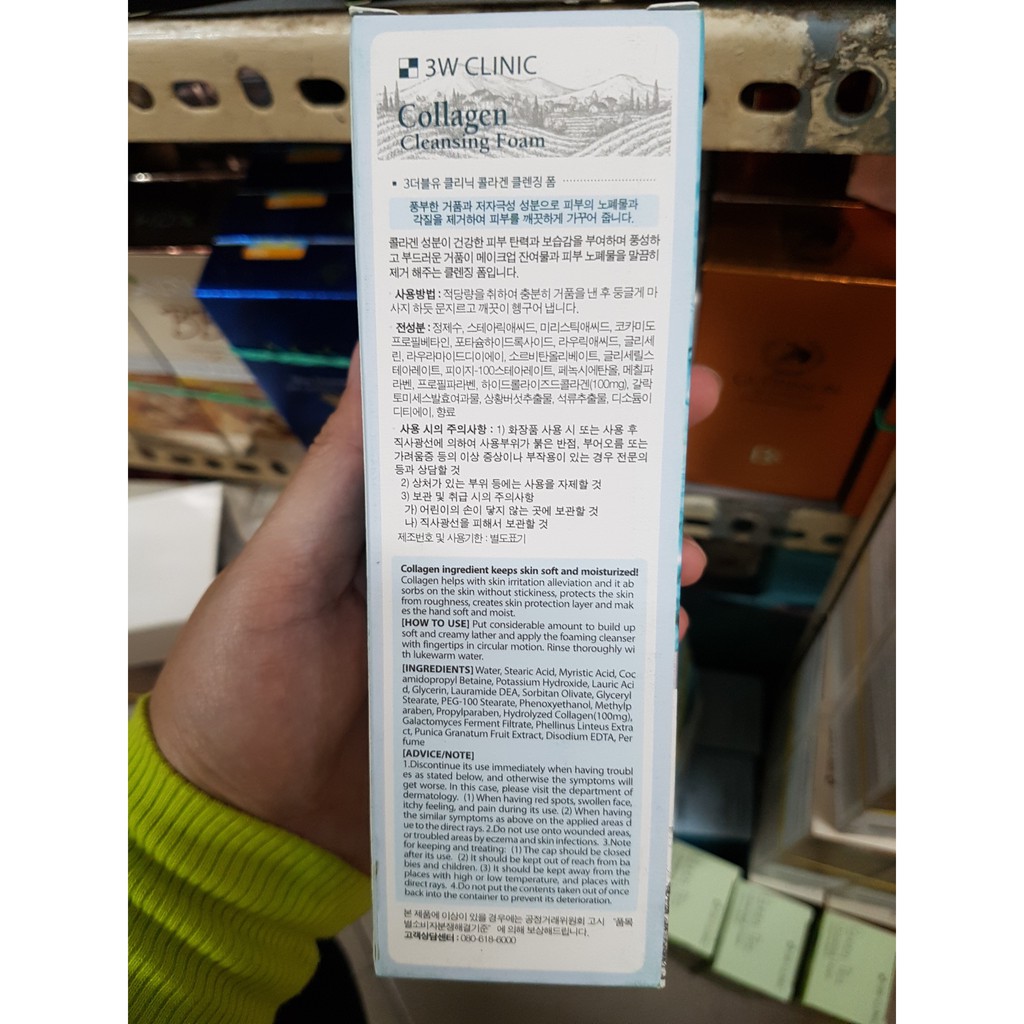 3W CLINIC
Collagen
Cleansing Foam
▪ 3더블유 클리닉 콜라겐 클렌징 폼
풍부한 거품과 저자극성 성분으로 피부의 노폐물과
각질을 제거하여 피부를 깨끗하게 가꾸어 줍니다.
콜라겐 성분이 건강한 피부 탄력과 보습감을 부여하며 풍성하
고 부드러운 거품이 메이크업 잔여물과 피부 노폐물을 말끔히
제거 해주는 클렌징 폼입니다.
· 사용방법 : 적당량을 취하여 충분히 거품을 낸 후 둥글게 마
사지 하듯 문지르고 깨끗이 헹구어 냅니다.
· 전성분 : 정제수, 스테아릭애씨드, 미리스틱애씨드, 코카미도
프로필베타인, 포타슘하이드록사이드, 라우릭애씨드, 글리세
린, 라우라마이드디이에이, 소르비탄올리베이트, 글리세릴스
테아레이트, 피이지-100스테아레이트, 페녹시에탄올, 메칠파
라벤, 프로필파라벤, 하이드롤라이즈드콜라겐(100mg), 갈락
토미세스발효여과물, 상황버섯추출물, 석류추출물, 디소듐이
디티에이, 향료
· 사용 시의 주의사항 : 1) 화장품 사용 시 또는 사용 후
직사광선에 의하여 사용부위가 붉은 반점, 부어오름 또는
가려움증 등의 이상 증상이나 부작용이 있는 경우 전문의
등과 상담할 것
2) 상처가 있는 부위 등에는 사용을 자제할 것
3) 보관 및 취급 시의 주의사항
가) 어린이의 손이 닿지 않는 곳에 보관할 것
나) 직사광선을 피해서 보관할 것
제조번호 및 사용기한 : 별도표기
Collagen ingredient keeps skin soft and moisturized!
Collagen helps with skin irritation alleviation and it ab
sorbs on the skin without stickiness, protects the skin
from roughness, creates skin protection layer and mak
es the hand soft and moist.
[HOW TO USE] Put considerable amount to build up
soft and creamy lather and apply the foaming cleanser
with fingertips in circular motion. Rinse thoroughly wi
th lukewarm water.
[INGREDIENTS] Water, Stearic Acid, Myristic Acid, Coc
amidopropyl Betaine, Potassium Hydroxide, Lauric Aci
d, Glycerin, Lauramide DEA, Sorbitan Olivate, Glyceryl
Stearate, PEG-100 Stearate, Phenoxyethanol, Methylp
araben, Propylparaben, Hydrolyzed Collagen(100mg),
Galactomyces Ferment Filtrate, Phellinus Linteus Extra
ct, Punica Granatum Fruit Extract, Disodium EDTA, Per
fume
[ADVICE/NOTE]
1.Discontinue its use immediately when having troubl
es as stated below, and otherwise the symptoms will
get worse. In this case, please visit the department of
dermatology. (1) When having red spots, swollen face,
itchy feeling, and pain during its use. (2) When having
the similar symptoms as above on the applied areas d
ue to the direct rays. 2.Do not use onto wounded areas,
or troubled areas by eczema and skin infections. 3.Note
for keeping and treating: (1) The cap should be closed
after its use. (2) It should be kept out of reach from ba
bies and children. (3) It should be kept away from the
places with high or low temperature, and places with
direct rays. 4.Do not put the contents taken out of once
back into the container to prevent its deterioration.
본 제품에 이상이 있을 경우에는 공정거래위원회 고시 "품목
별소비자분쟁해결기준" 에 의해 보상해드립니다.
고객상담센터 : 080-618-6000